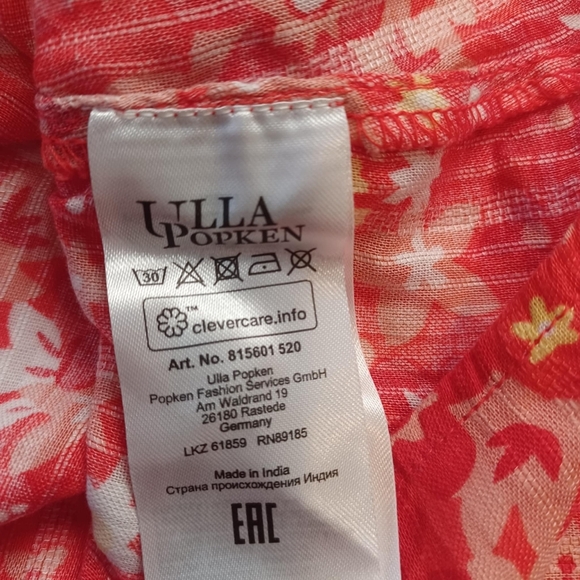 ULLA
POPKEN
30
™
clevercare.info
Art. No. 815601 520
Ulla Popken
Popken Fashion Services GmbH
Am Waldrand 19
26180 Rastede
Germany
LKZ 61859 RN89185
Made in India
Страна происхождения Индия
EAC